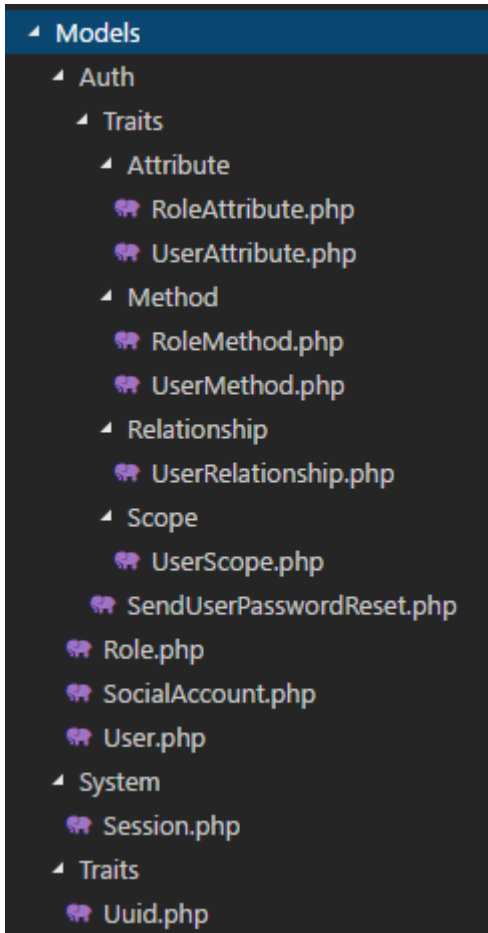 Models
Auth
Traits
Attribute
RoleAttribute.php
UserAttribute.php
Method
RoleMethod.php
UserMethod.php
Relationship
UserRelationship.php
Scope
UserScope.php
SendUserPasswordReset.php
Role.php
SocialAccount.php
User.php
System
Session.php
Traits
Uuid.php